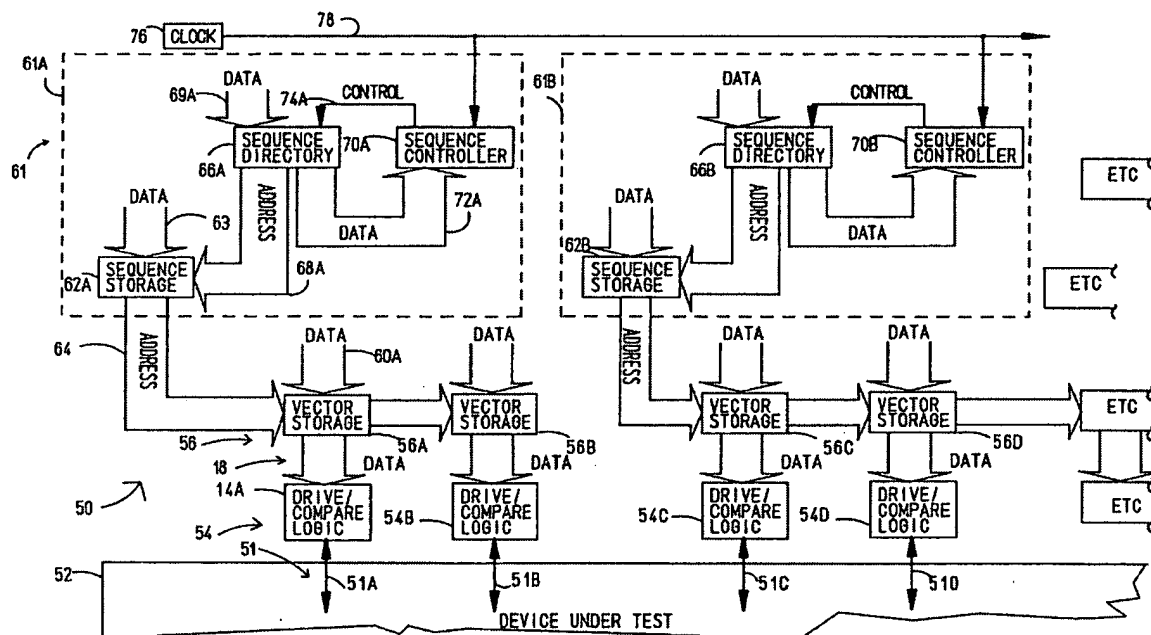 78
76
CLOCK
61A
DATA
69A
74A
CONTROL
SEQUENCE
DIRECTORY
70A
SEQUENCE
CONTROLLER
66A
61
DATA
63
ADDRESS
DATA
72A
62A
SEQUENCE
STORAGE
68A
61B
DATA
CONTROL
SEQUENCE
DIRECTORY
70B
SEQUENCE
CONTROLLER
66B
DATA
ADDRESS
DATA
62B
SEQUENCE
STORAGE
ETC
ETC
64
ADDRESS
DATA
60A
DATA
ADDRESS
DATA
DATA
VECTOR
STORAGE
VECTOR
STORAGE
VECTOR
STORAGE
VECTOR
STORAGE
ETC
56
56A
56B
56C
56D
18
DATA
DATA
DATA
DATA
50
14A
DRIVE/
COMPARE
LOGIC
54B
DRIVE/
COMPARE
LOGIC
54C
DRIVE/
COMPARE
LOGIC
54D
DRIVE/
COMPARE
LOGIC
ETC
54
51
52
51A
51B
51C
510
DEVICE UNDER TEST